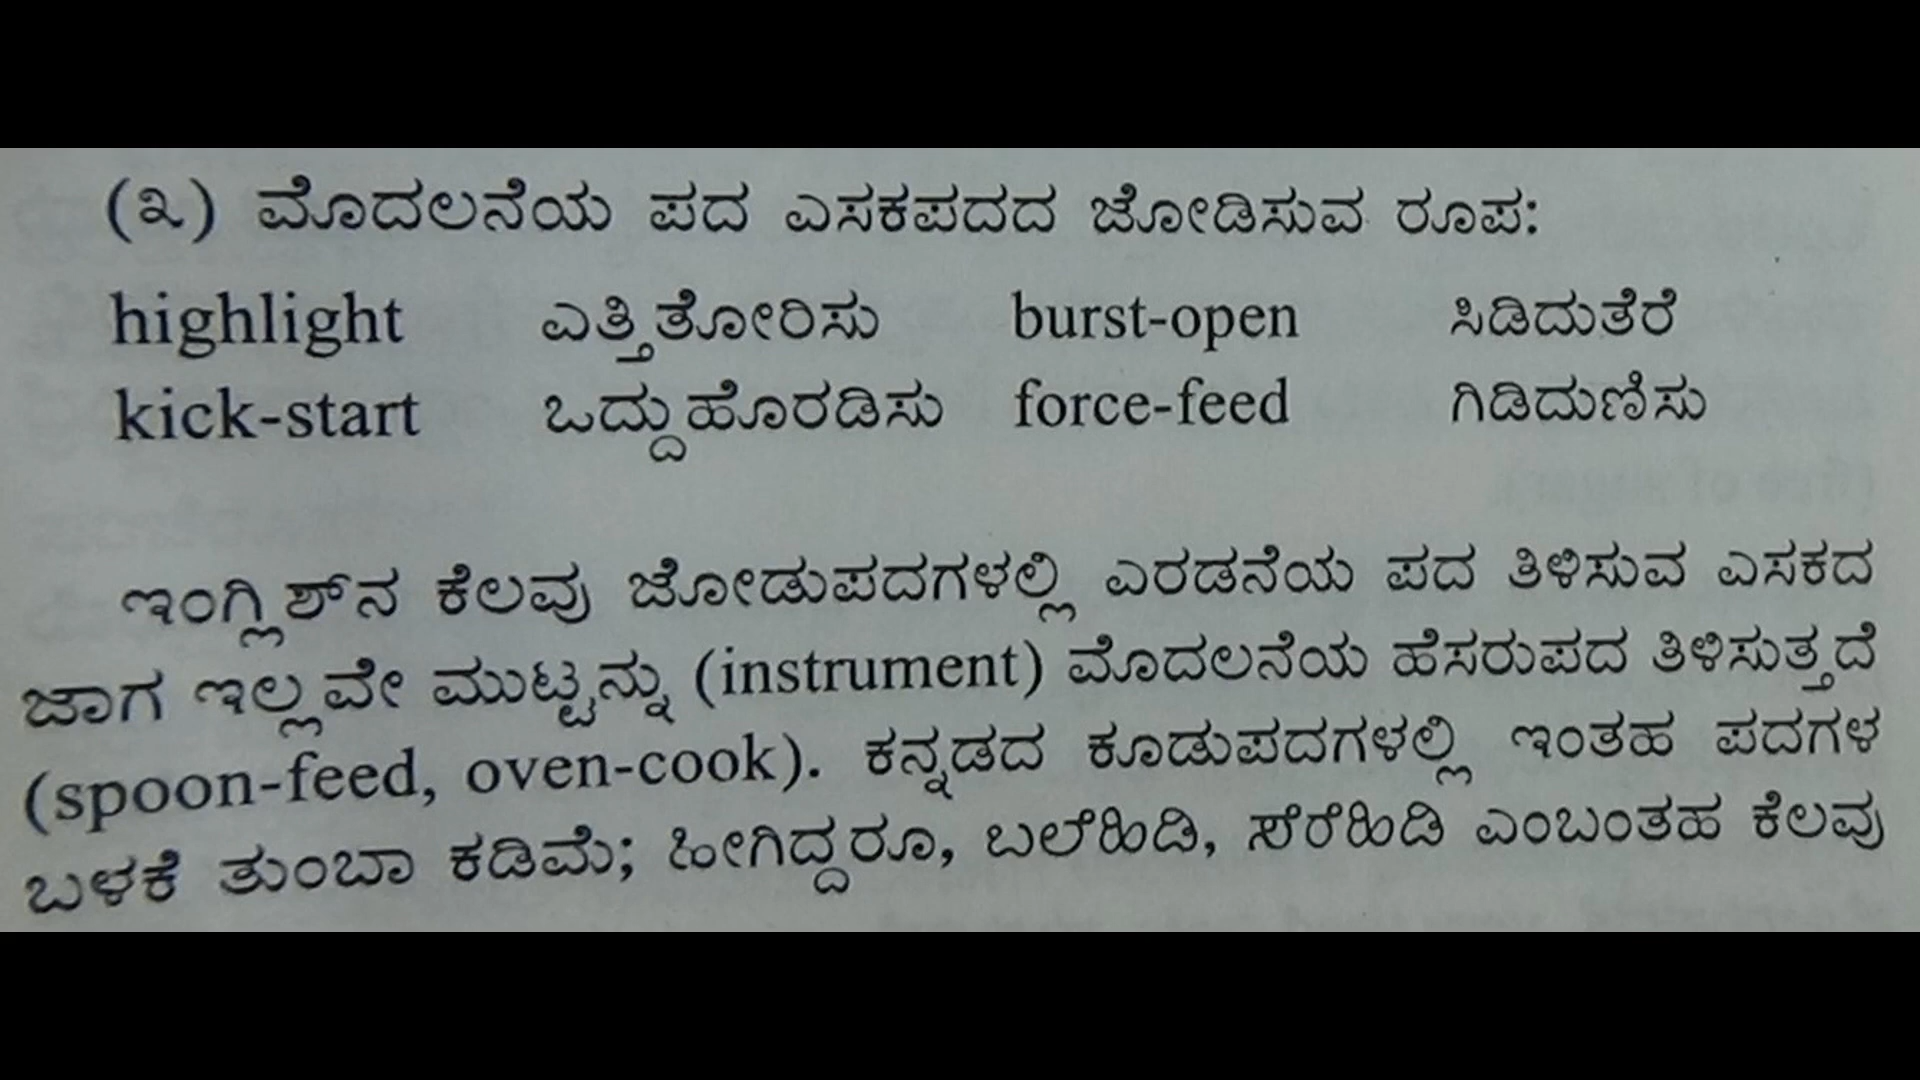 (೩) ಮೊದಲನೆಯ ಪದ ಎಸಕಪದದ ಜೋಡಿಸುವ ರೂಪ:
highlight ಎತ್ತಿತೋರಿಸು burst-open ಸಿಡಿದುತೆರೆ
kick-start ಒದ್ದುಹೊರಡಿಸು force-feed ಗಿಡಿದುಣಿಸು
ಇಂಗ್ಲಿಶ್‌ನ ಕೆಲವು ಜೋಡುಪದಗಳಲ್ಲಿ ಎರಡನೆಯ ಪದ ತಿಳಿಸುವ ಎಸಕದ
ಜಾಗ ಇಲ್ಲವೇ ಮುಟ್ಟನ್ನು (instrument) ಮೊದಲನೆಯ ಹೆಸರುಪದ ತಿಳಿಸುತ್ತದೆ
(spoon-feed, oven-cook). ಕನ್ನಡದ ಕೂಡುಪದಗಳಲ್ಲಿ ಇಂತಹ ಪದಗಳ
ಬಳಕೆ ತುಂಬಾ ಕಡಿಮೆ; ಹೀಗಿದ್ದರೂ, ಬಲೆಹಿಡಿ, ಸೆರೆಹಿಡಿ ಎಂಬಂತಹ ಕೆಲವು